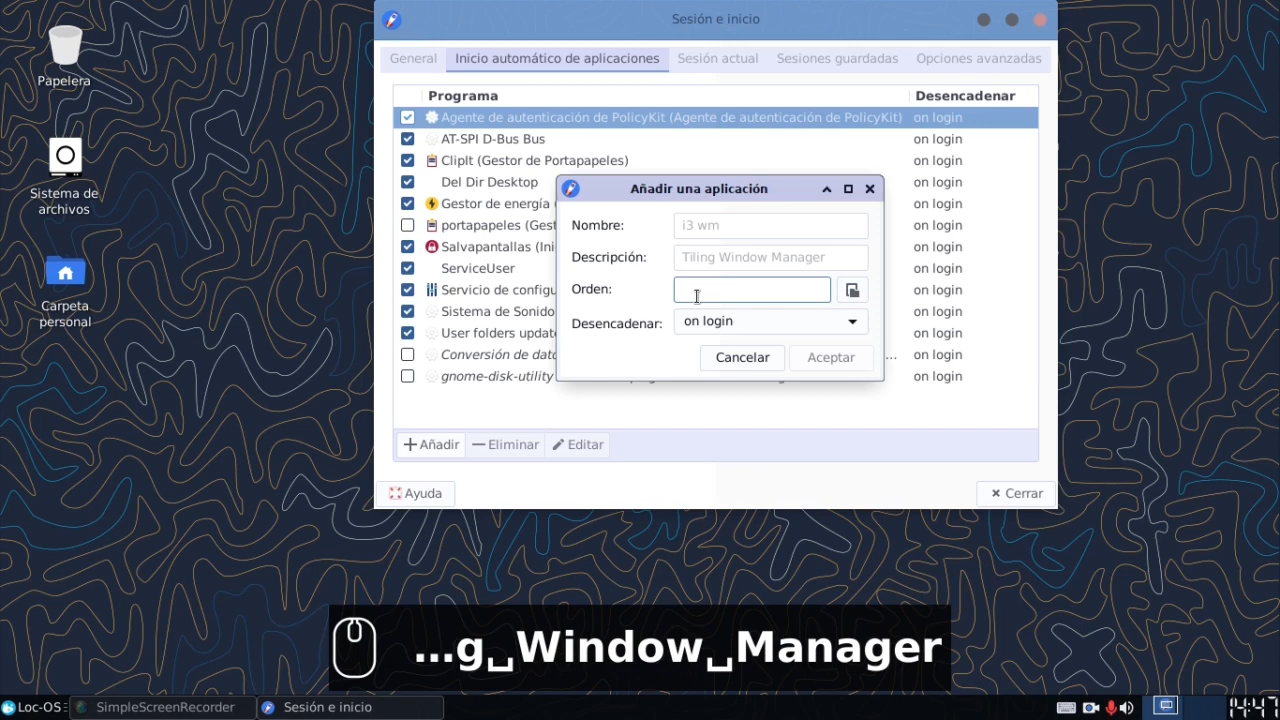 Papelera
Sistema de
archivos
Carpeta
personal
Sesión e inicio
General Inicio automático de aplicaciones Sesión actual Sesiones guardadas Opciones avanzadas
Programa Desencadenar
Agente de autenticación de PolicyKit (Agente de autenticación de PolicyKit) on login
AT-SPI D-Bus Bus on login
ClipIt (Gestor de Portapapeles) on login
Del Dir Desktop on login
Gestor de energía on login
portapapeles (Gest on login
Salvapantallas (Ini on login
ServiceUser on login
Servicio de configu on login
Sistema de Sonido on login
User folders update on login
Conversión de dato ... on login
gnome-disk-utility on login
Añadir una aplicación
Nombre: i3 wm
Descripción: Tiling Window Manager
Orden:
Desencadenar: on login
Cancelar Aceptar
Añadir Eliminar Editar
Ayuda Cerrar
...g␣Window␣Manager
Loc-OS SimpleScreenRecorder Sesión e inicio 14:47